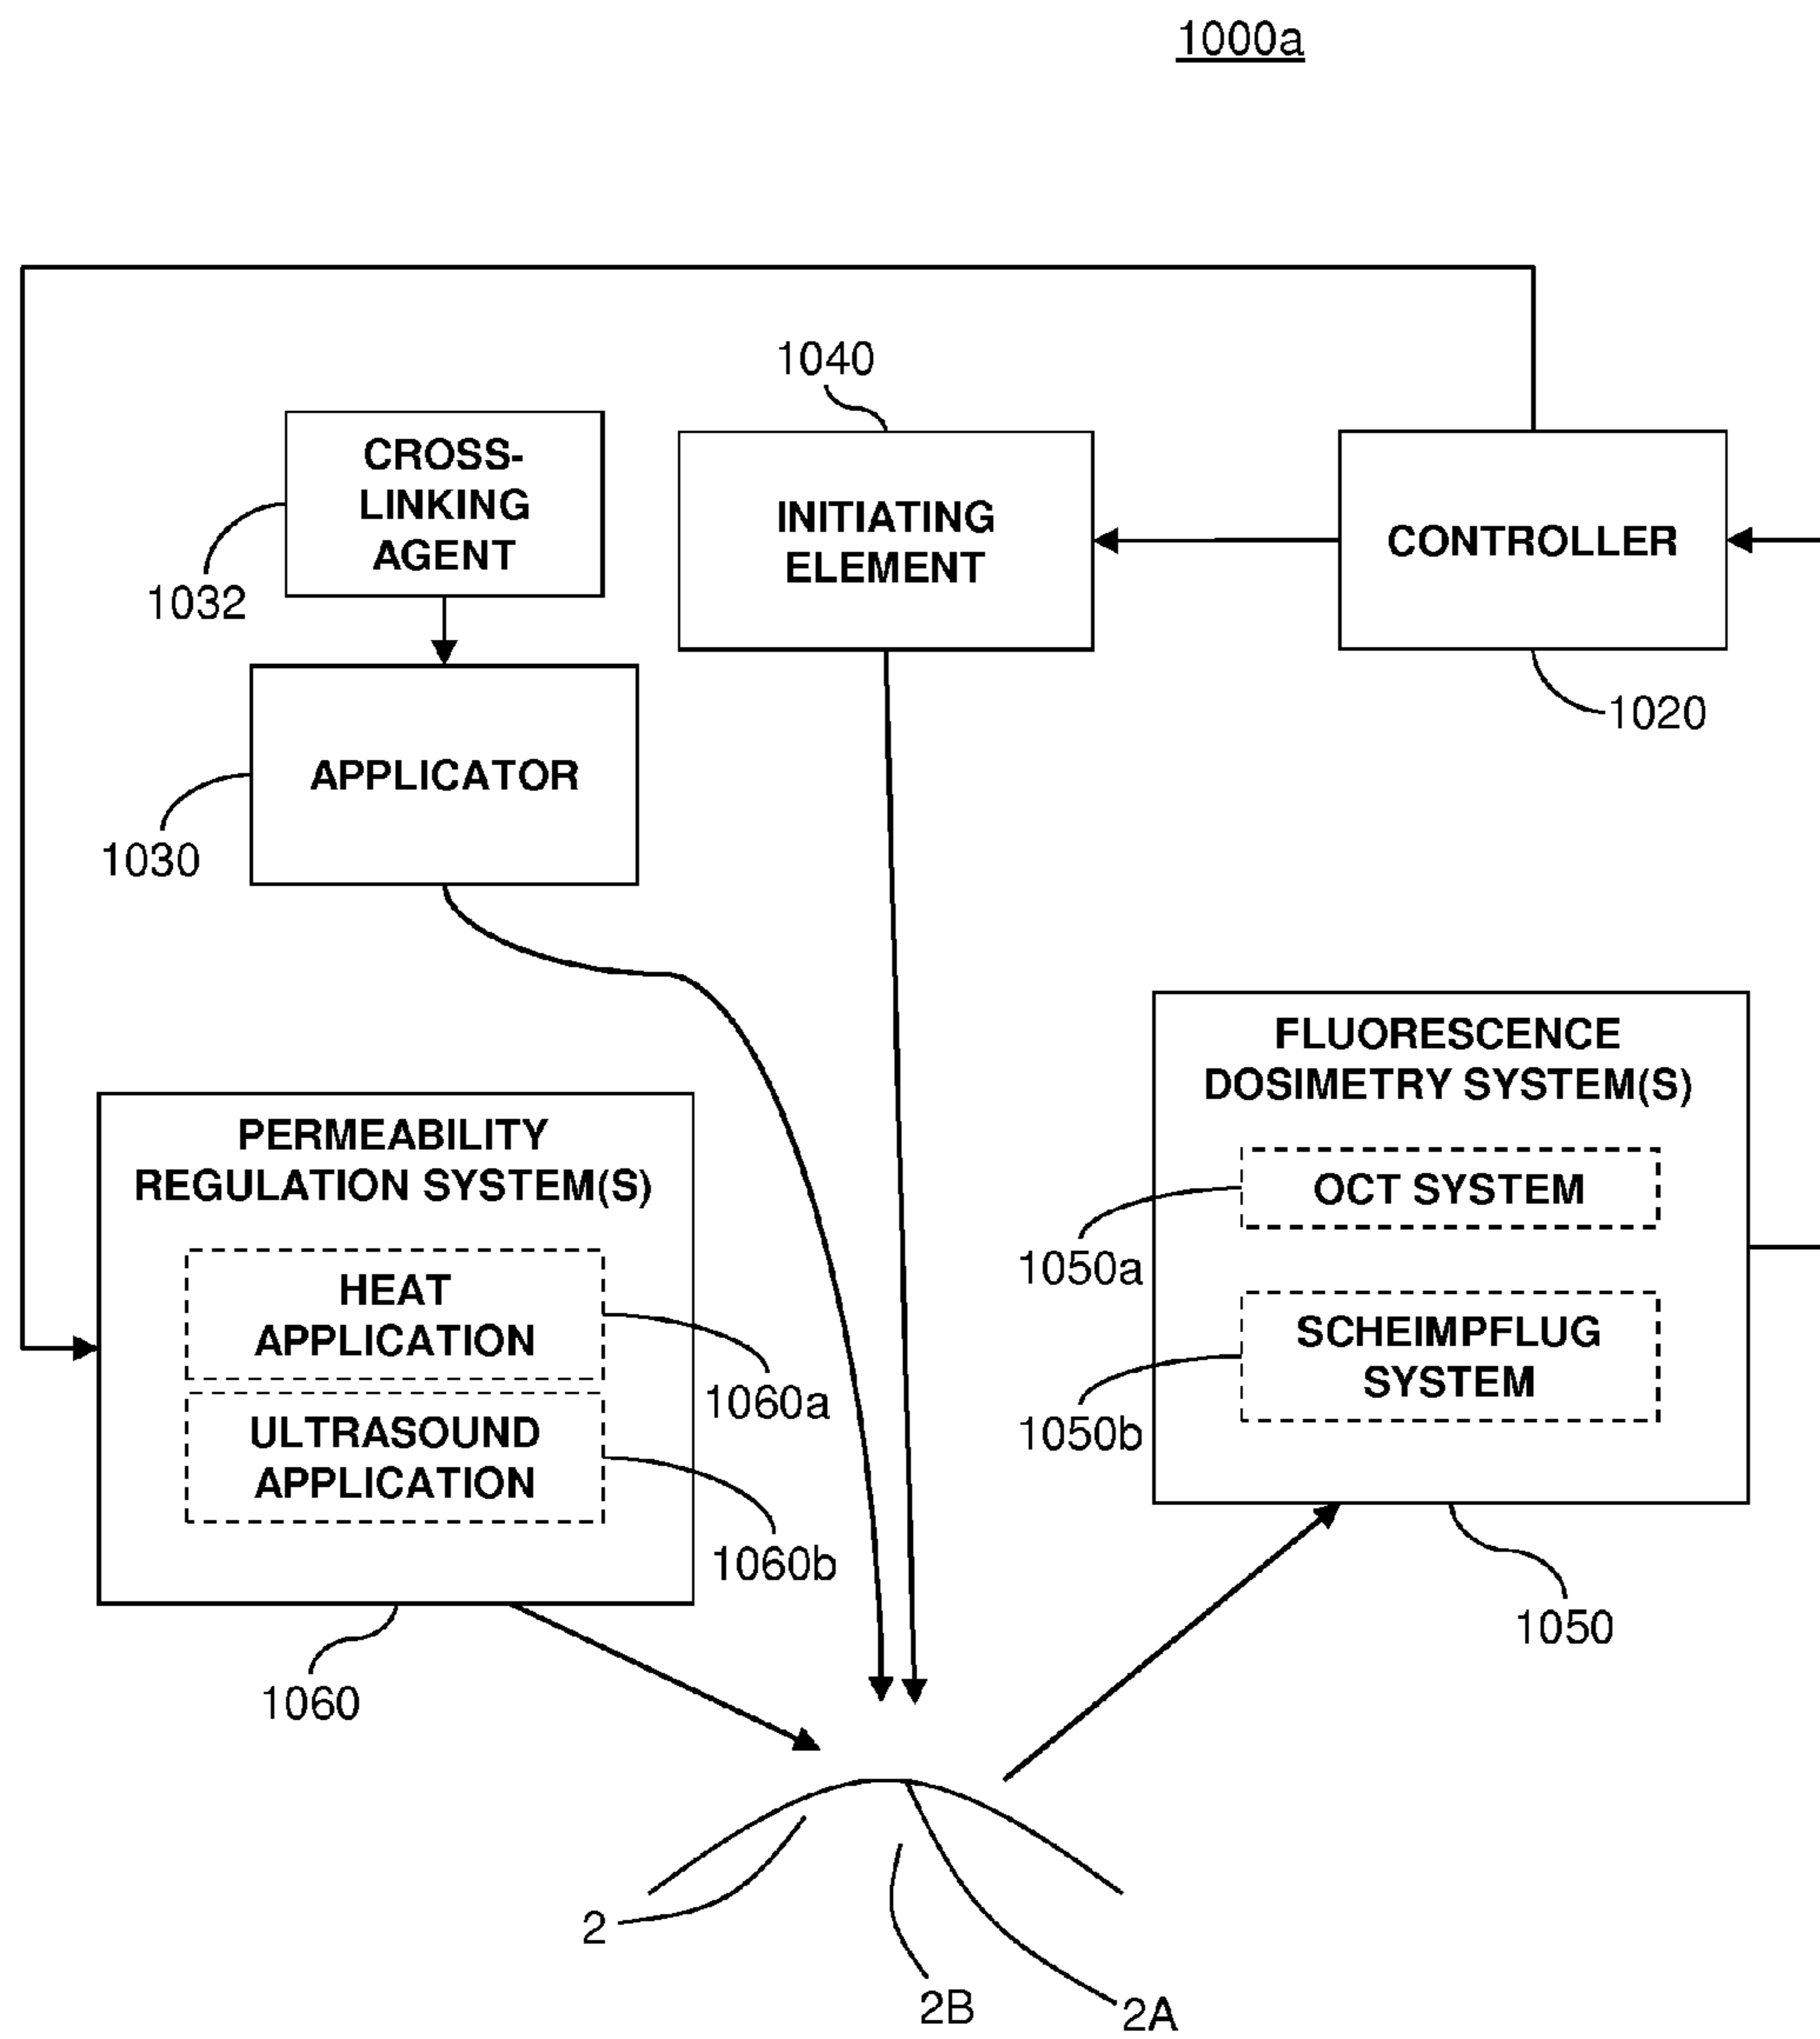 1000a
1040
CROSS-
LINKING
AGENT
INITIATING
ELEMENT
CONTROLLER
1032
1020
APPLICATOR
1030
FLUORESCENCE
DOSIMETRY SYSTEM(S)
OCT SYSTEM
1050a
SCHEIMPFLUG
SYSTEM
1050b
1050
PERMEABILITY
REGULATION SYSTEM(S)
HEAT
APPLICATION
1060a
ULTRASOUND
APPLICATION
1060b
1060
2
2B
2A